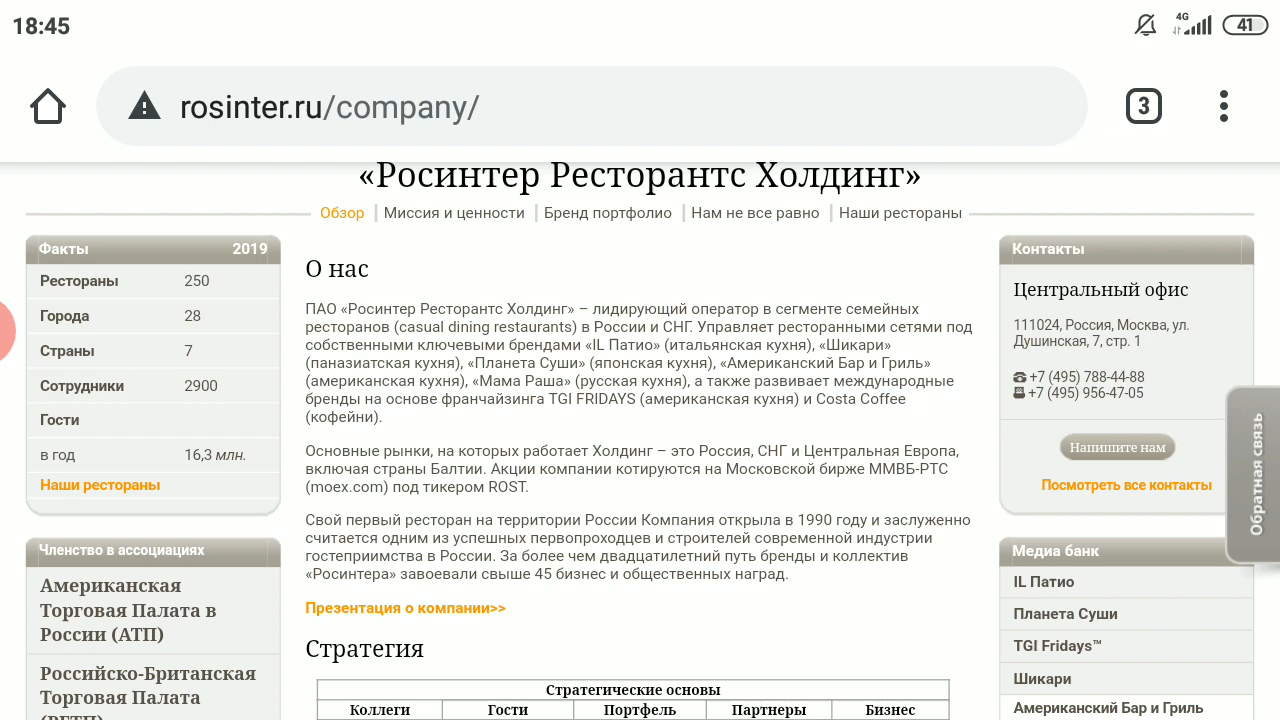 18:45
4G
41
rosinter.ru/company/
3
«Росинтер Ресторантс Холдинг»
Обзор
Миссия и ценности
Бренд портфолио
Нам не все равно
Наши рестораны
Факты 2019
Рестораны 250
Города 28
Страны 7
Сотрудники 2900
Гости
в год 16,3 млн.
Наши рестораны
Членство в ассоциациях
Американская
Торговая Палата в
России (АТП)
Российско-Британская
Торговая Палата
О нас
ПАО «Росинтер Ресторантс Холдинг» – лидирующий оператор в сегменте семейных
ресторанов (casual dining restaurants) в России и СНГ. Управляет ресторанными сетями под
собственными ключевыми брендами «IL Патио» (итальянская кухня), «Шикари»
(паназиатская кухня), «Планета Суши» (японская кухня), «Американский Бар и Гриль»
(американская кухня), «Мама Раша» (русская кухня), а также развивает международные
бренды на основе франчайзинга TGI FRIDAYS (американская кухня) и Costa Coffee
(кофейни).
Основные рынки, на которых работает Холдинг – это Россия, СНГ и Центральная Европа,
включая страны Балтии. Акции компании котируются на Московской бирже ММВБ-РТС
(moex.com) под тикером ROST.
Свой первый ресторан на территории России Компания открыла в 1990 году и заслуженно
считается одним из успешных первопроходцев и строителей современной индустрии
гостеприимства в России. За более чем двадцатилетний путь бренды и коллектив
«Росинтера» завоевали свыше 45 бизнес и общественных наград.
Презентация о компании>>
Стратегия
Стратегические основы
Коллеги Гости Портфель Партнеры Бизнес
Контакты
Центральный офис
111024, Россия, Москва, ул.
Душинская, 7, стр. 1
+7 (495) 788-44-88
+7 (495) 956-47-05
Напишите нам
Посмотреть все контакты
Обратная связь
Медиа банк
IL Патио
Планета Суши
TGI Fridays™
Шикари
Американский Бар и Гриль